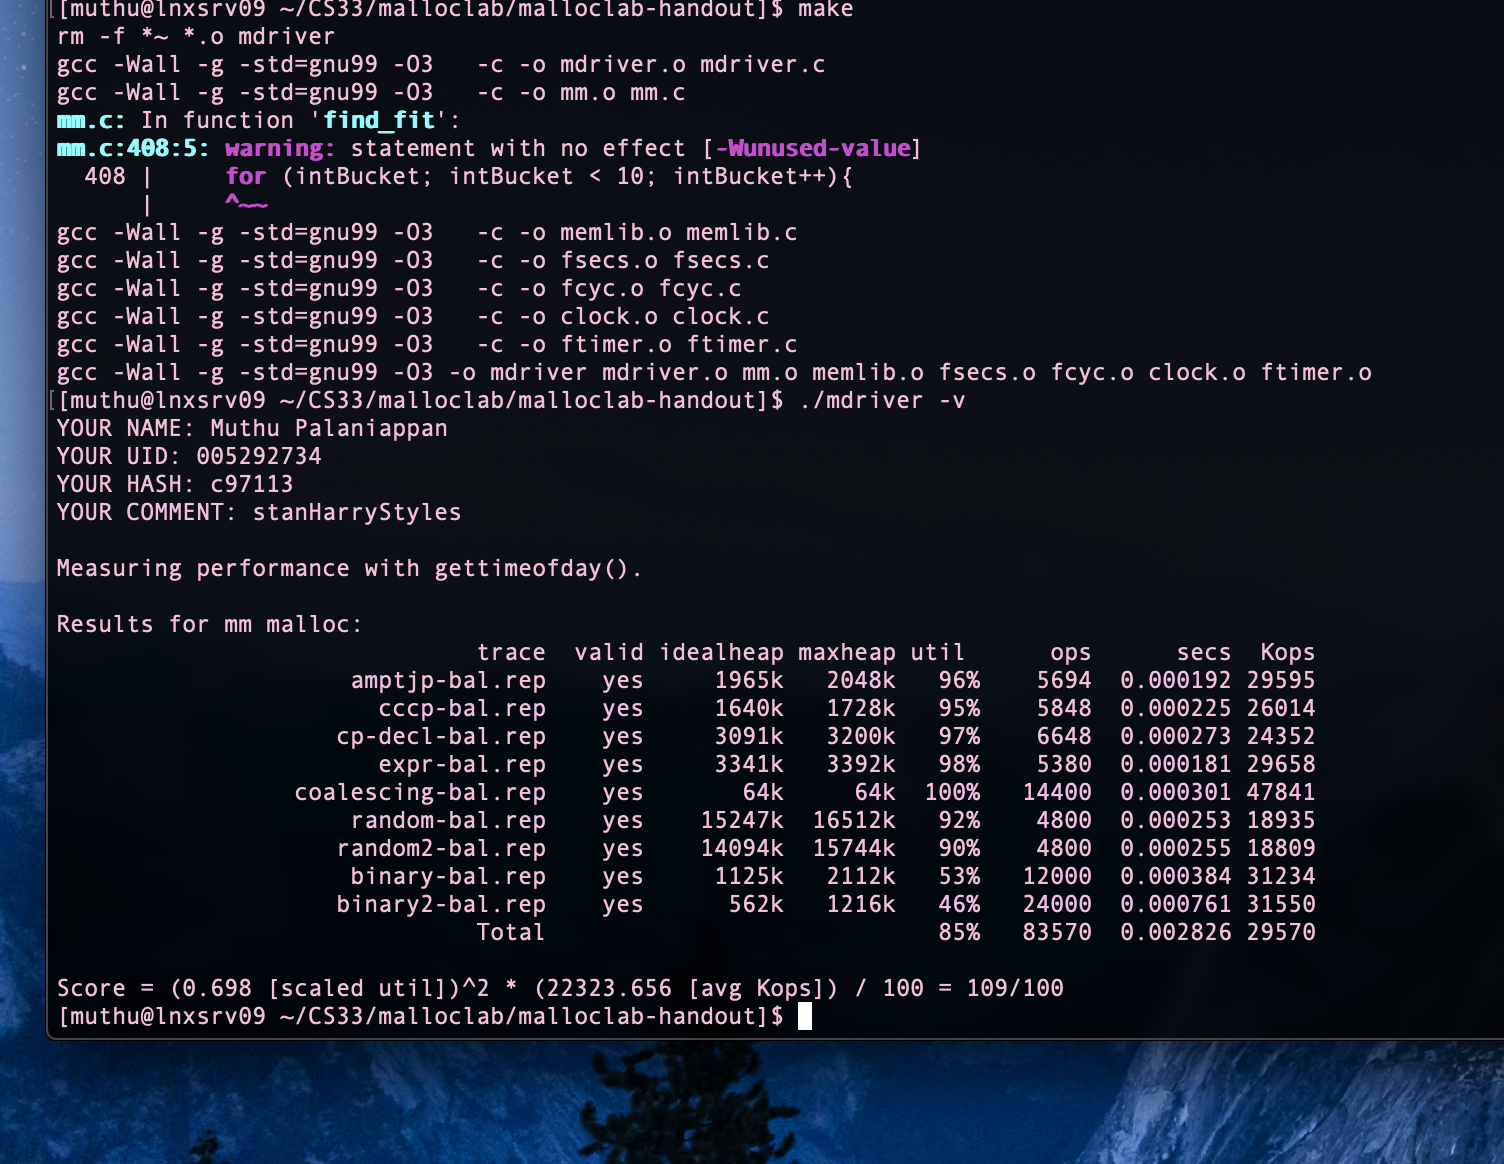 [[muthu@lnxsrv09 ~/CS33/malloclab/malloclab-handout]$ make
rm -f *~ *.o mdriver
gcc -Wall -g -std=gnu99 -O3   -c -o mdriver.o mdriver.c
gcc -Wall -g -std=gnu99 -O3   -c -o mm.o mm.c
mm.c: In function 'find_fit':
mm.c:408:5: warning: statement with no effect [-Wunused-value]
  408 |     for (intBucket; intBucket < 10; intBucket++){
      |     ^~~
gcc -Wall -g -std=gnu99 -O3   -c -o memlib.o memlib.c
gcc -Wall -g -std=gnu99 -O3   -c -o fsecs.o fsecs.c
gcc -Wall -g -std=gnu99 -O3   -c -o fcyc.o fcyc.c
gcc -Wall -g -std=gnu99 -O3   -c -o clock.o clock.c
gcc -Wall -g -std=gnu99 -O3   -c -o ftimer.o ftimer.c
gcc -Wall -g -std=gnu99 -O3 -o mdriver mdriver.o mm.o memlib.o fsecs.o fcyc.o clock.o ftimer.o
[[muthu@lnxsrv09 ~/CS33/malloclab/malloclab-handout]$ ./mdriver -v
YOUR NAME: Muthu Palaniappan
YOUR UID: 005292734
YOUR HASH: c97113
YOUR COMMENT: stanHarryStyles
Measuring performance with gettimeofday().
Results for mm malloc:
trace  valid idealheap maxheap util      ops      secs  Kops
amptjp-bal.rep    yes     1965k   2048k   96%    5694  0.000192 29595
cccp-bal.rep    yes     1640k   1728k   95%    5848  0.000225 26014
cp-decl-bal.rep    yes     3091k   3200k   97%    6648  0.000273 24352
expr-bal.rep    yes     3341k   3392k   98%    5380  0.000181 29658
coalescing-bal.rep    yes       64k     64k  100%   14400  0.000301 47841
random-bal.rep    yes    15247k  16512k   92%    4800  0.000253 18935
random2-bal.rep    yes    14094k  15744k   90%    4800  0.000255 18809
binary-bal.rep    yes     1125k   2112k   53%   12000  0.000384 31234
binary2-bal.rep    yes      562k   1216k   46%   24000  0.000761 31550
Total                            85%   83570  0.002826 29570
Score = (0.698 [scaled util])^2 * (22323.656 [avg Kops]) / 100 = 109/100
[muthu@lnxsrv09 ~/CS33/malloclab/malloclab-handout]$